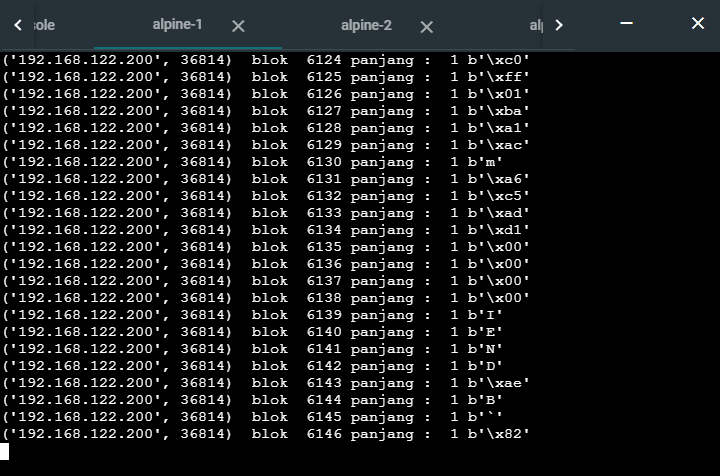 sole alpine-1 alpine-2 al
('192.168.122.200', 36814)  blok  6124 panjang :  1 b'\xc0'
('192.168.122.200', 36814)  blok  6125 panjang :  1 b'\xff'
('192.168.122.200', 36814)  blok  6126 panjang :  1 b'\x01'
('192.168.122.200', 36814)  blok  6127 panjang :  1 b'\xba'
('192.168.122.200', 36814)  blok  6128 panjang :  1 b'\xa1'
('192.168.122.200', 36814)  blok  6129 panjang :  1 b'\xac'
('192.168.122.200', 36814)  blok  6130 panjang :  1 b'm'
('192.168.122.200', 36814)  blok  6131 panjang :  1 b'\xa6'
('192.168.122.200', 36814)  blok  6132 panjang :  1 b'\xc5'
('192.168.122.200', 36814)  blok  6133 panjang :  1 b'\xad'
('192.168.122.200', 36814)  blok  6134 panjang :  1 b'\xd1'
('192.168.122.200', 36814)  blok  6135 panjang :  1 b'\x00'
('192.168.122.200', 36814)  blok  6136 panjang :  1 b'\x00'
('192.168.122.200', 36814)  blok  6137 panjang :  1 b'\x00'
('192.168.122.200', 36814)  blok  6138 panjang :  1 b'\x00'
('192.168.122.200', 36814)  blok  6139 panjang :  1 b'I'
('192.168.122.200', 36814)  blok  6140 panjang :  1 b'E'
('192.168.122.200', 36814)  blok  6141 panjang :  1 b'N'
('192.168.122.200', 36814)  blok  6142 panjang :  1 b'D'
('192.168.122.200', 36814)  blok  6143 panjang :  1 b'\xae'
('192.168.122.200', 36814)  blok  6144 panjang :  1 b'B'
('192.168.122.200', 36814)  blok  6145 panjang :  1 b'`'
('192.168.122.200', 36814)  blok  6146 panjang :  1 b'\x82'